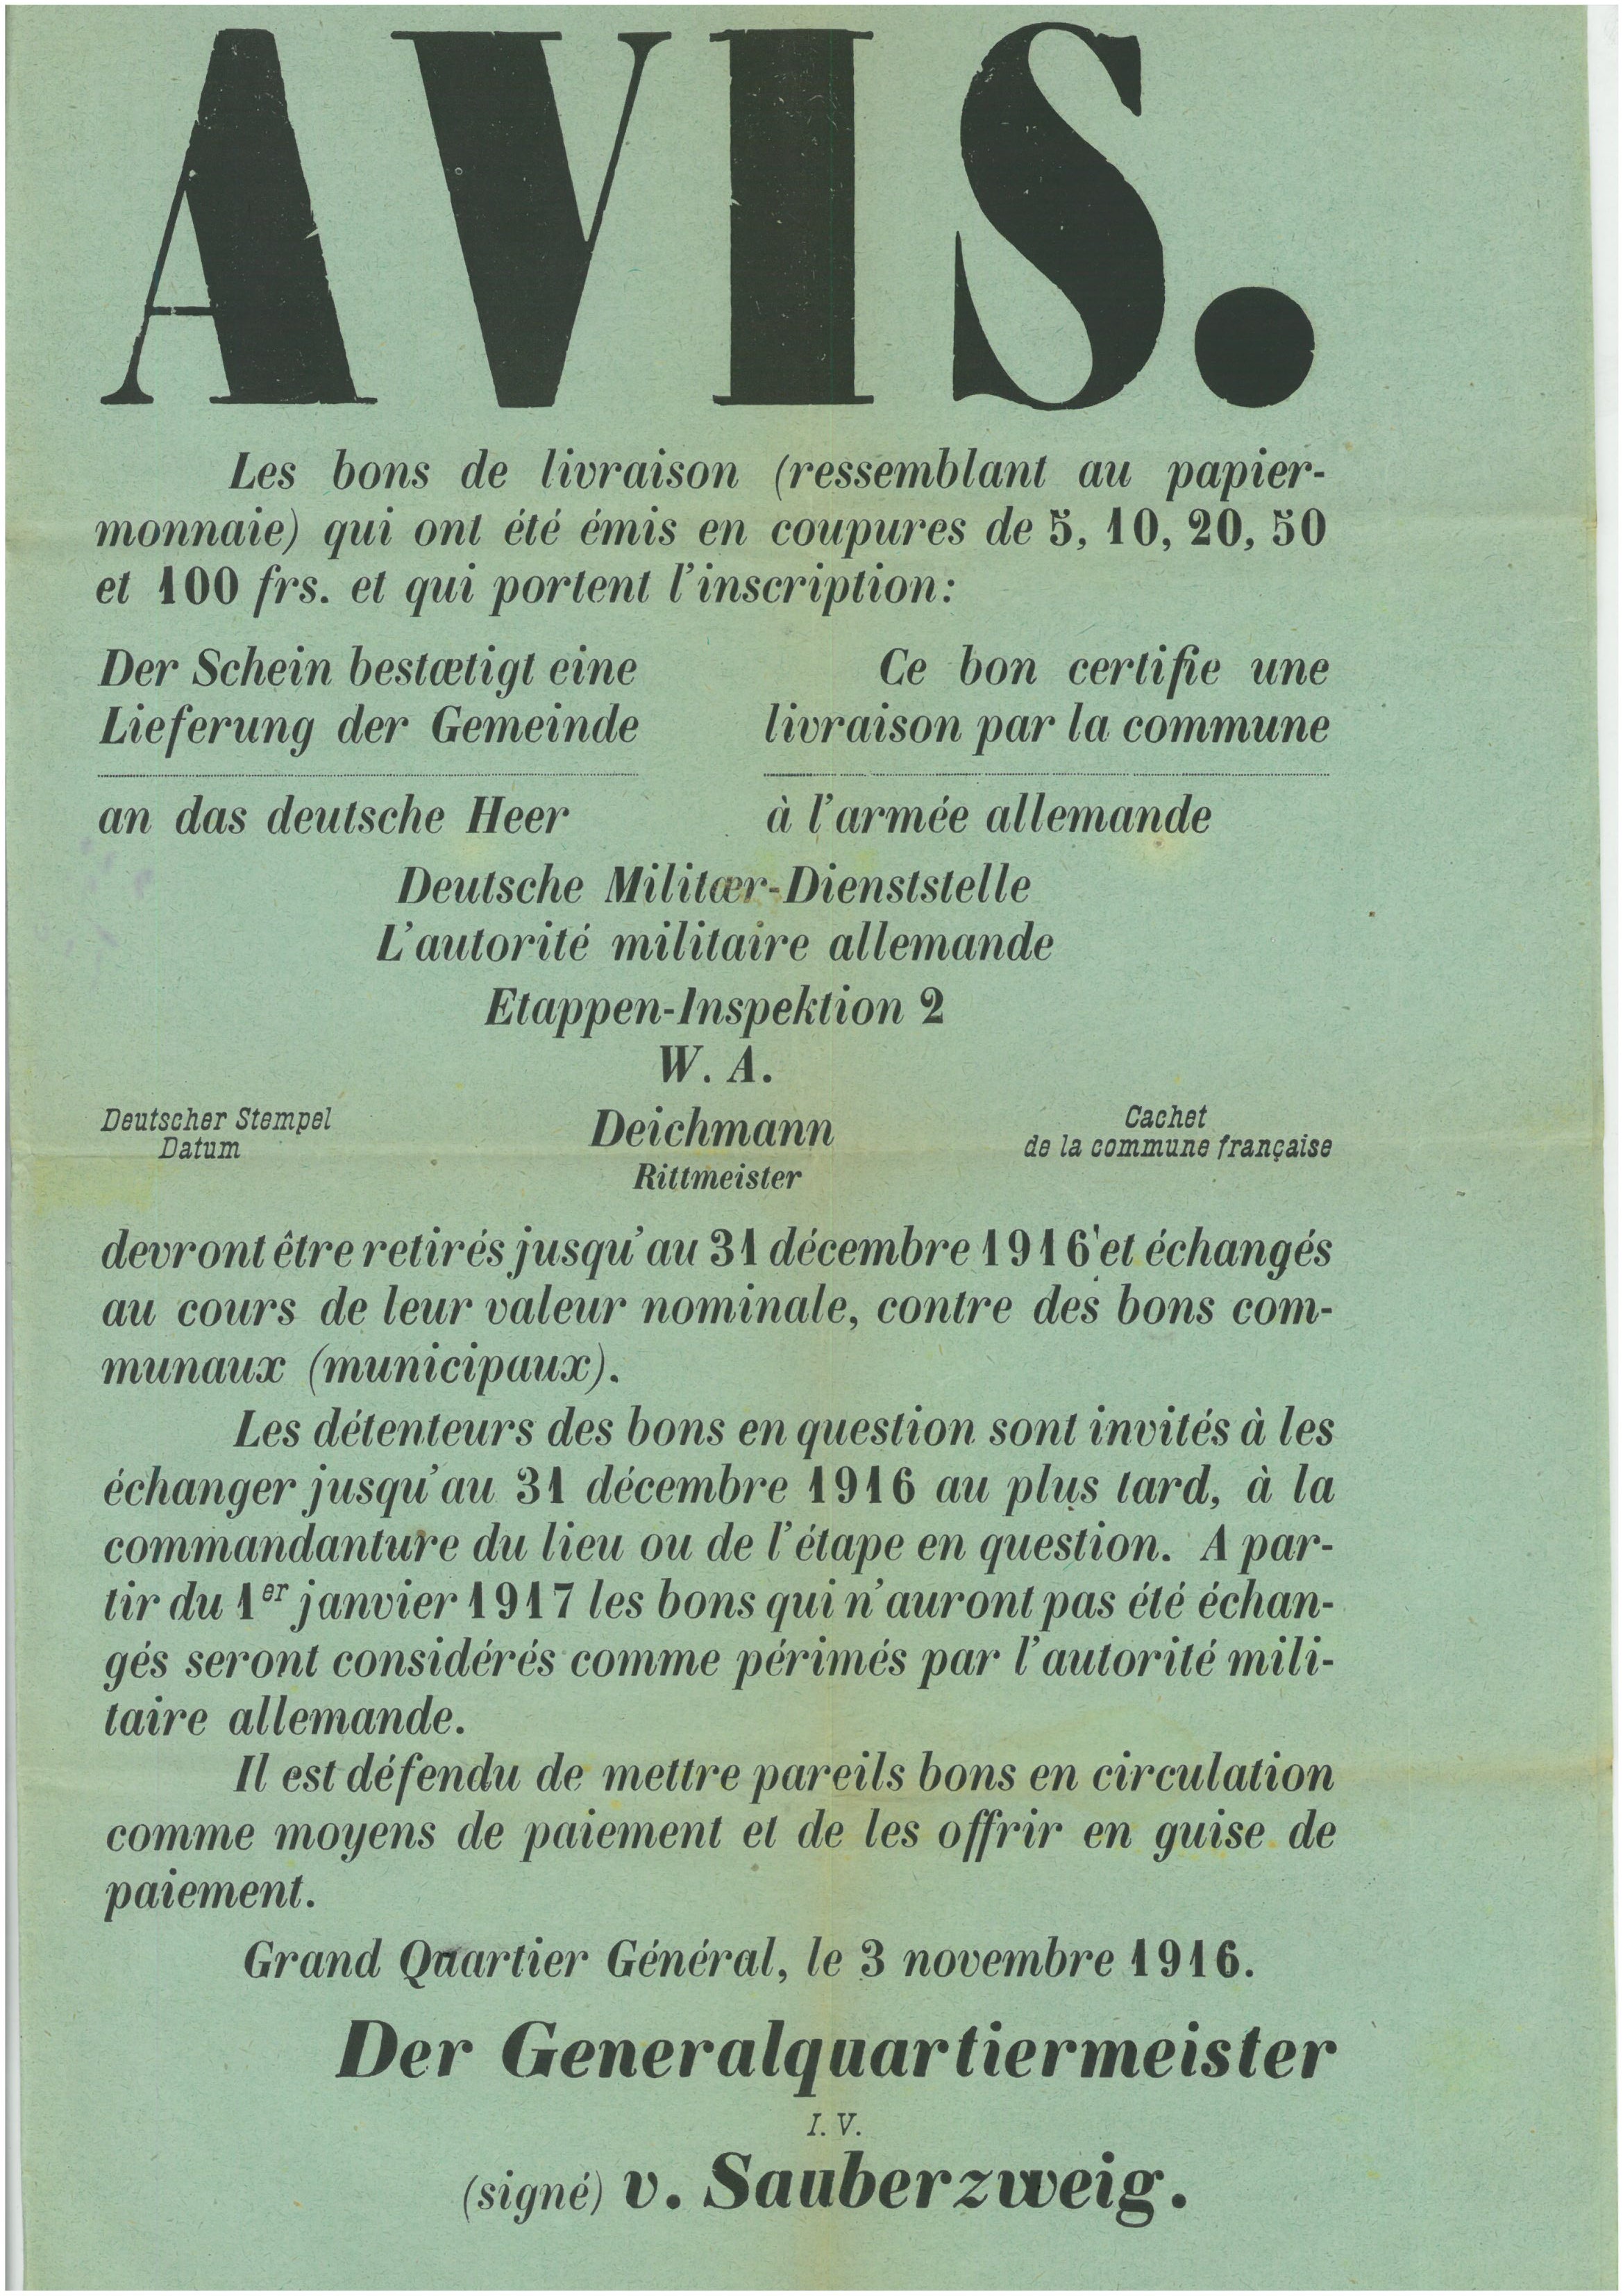 AVIS.
Les bons de livraison (ressemblant au papier-
monnaie) qui ont été émis en coupures de 5, 10, 20, 50
et 100 frs. et qui portent l'inscription:
Der Schein bestætigt eine
Lieferung der Gemeinde
an das deutsche Heer
Ce bon certifie une
livraison par la commune
à l'armée allemande
Deutsche Militær-Dienststelle
L'autorité militaire allemande
Etappen-Inspektion 2
W. A.
Deutscher Stempel
Datum
Deichmann
Rittmeister
Cachet
de la commune française
devront être retirés jusqu'au 31 décembre 1916 et échangés
au cours de leur valeur nominale, contre des bons com-
munaux (municipaux).
Les détenteurs des bons en question sont invités à les
échanger jusqu'au 31 décembre 1916 au plus tard, à la
commandanture du lieu ou de l'étape en question. A par-
tir du 1er janvier 1917 les bons qui n'auront pas été échan-
gés seront considérés comme périmés par l'autorité mili-
taire allemande.
Il est défendu de mettre pareils bons en circulation
comme moyens de paiement et de les offrir en guise de
paiement.
Grand Quartier Général, le 3 novembre 1916.
Der Generalquartiermeister
I. V.
(signé) v. Sauberzweig.